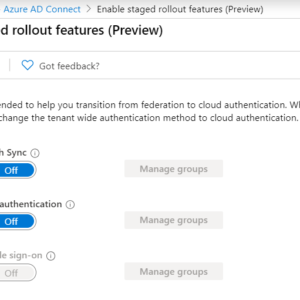 Azure AD Connect > Enable staged rollout features (Preview)
d rollout features (Preview)
Got feedback?
nded to help you transition from federation to cloud authentication. Wh
change the tenant wide authentication method to cloud authentication.
h Sync
Off Manage groups
authentication
Off Manage groups
le sign-on
Off Manage groups